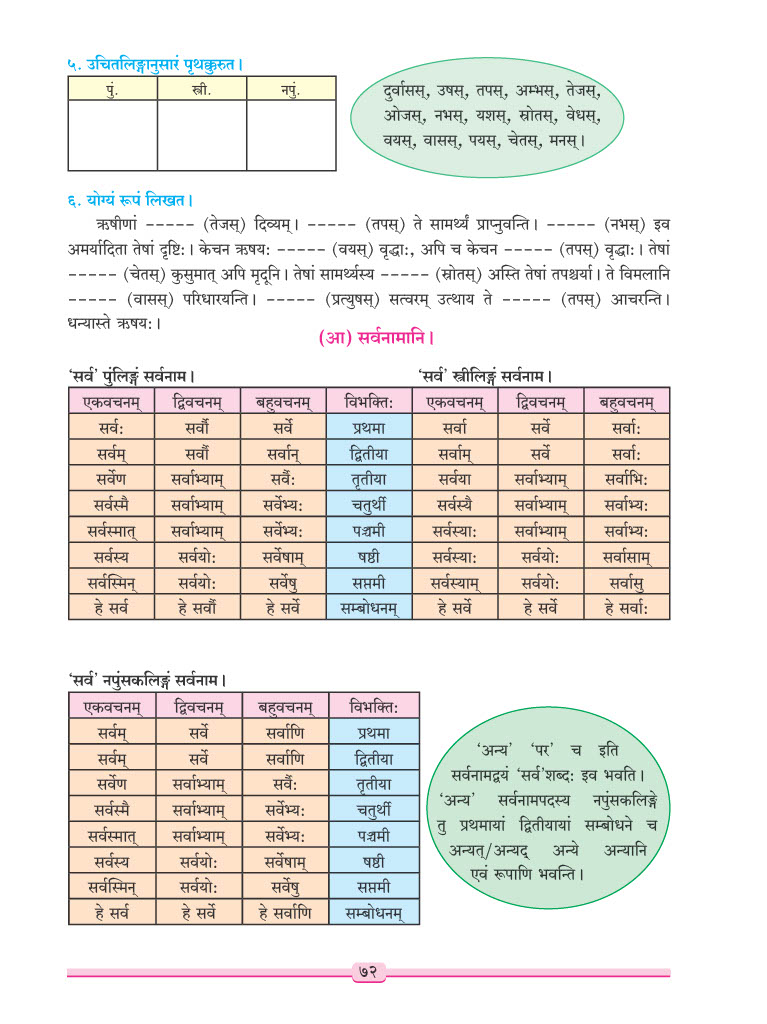 ५. उचितलिङ्गानुसारं पृथक्कुरुत।
पुं. स्त्री. नपुं.
दुर्वासस्, उषस्, तपस्, अम्भस्, तेजस्,
ओजस्, नभस्, यशस्, स्रोतस्, वेधस्,
वयस्, वासस्, पयस्, चेतस्, मनस्।
६. योग्यं रूपं लिखत।
ऋषीणां ----- (तेजस्) दिव्यम्। ----- (तपस्) ते सामर्थ्यं प्राप्नुवन्ति। ----- (नभस्) इव
अमर्यादिता तेषां दृष्टिः। केचन ऋषयः ----- (वयस्) वृद्धाः, अपि च केचन ----- (तपस्) वृद्धाः। तेषां
----- (चेतस्) कुसुमात् अपि मृदूनि। तेषां सामर्थ्यस्य ----- (स्रोतस्) अस्ति तेषां तपश्चर्या। ते विमलानि
----- (वासस्) परिधारयन्ति। ----- (प्रत्युषस्) सत्वरम् उत्थाय ते ----- (तपस्) आचरन्ति।
धन्यास्ते ऋषयः।
(आ) सर्वनामानि।
‘सर्व’ पुंलिङ्गं सर्वनाम। ‘सर्व’ स्त्रीलिङ्गं सर्वनाम।
एकवचनम् द्विवचनम् बहुवचनम् विभक्तिः एकवचनम् द्विवचनम् बहुवचनम्
सर्वः सर्वौ सर्वे प्रथमा सर्वा सर्वे सर्वाः
सर्वम् सर्वौ सर्वान् द्वितीया सर्वाम् सर्वे सर्वाः
सर्वेण सर्वाभ्याम् सर्वैः तृतीया सर्वया सर्वाभ्याम् सर्वाभिः
सर्वस्मै सर्वाभ्याम् सर्वेभ्यः चतुर्थी सर्वस्यै सर्वाभ्याम् सर्वाभ्यः
सर्वस्मात् सर्वाभ्याम् सर्वेभ्यः पञ्चमी सर्वस्याः सर्वाभ्याम् सर्वाभ्यः
सर्वस्य सर्वयोः सर्वेषाम् षष्ठी सर्वस्याः सर्वयोः सर्वासाम्
सर्वस्मिन् सर्वयोः सर्वेषु सप्तमी सर्वस्याम् सर्वयोः सर्वासु
हे सर्व हे सर्वौ हे सर्वे सम्बोधनम् हे सर्वे हे सर्वे हे सर्वाः
‘सर्व’ नपुंसकलिङ्गं सर्वनाम।
एकवचनम् द्विवचनम् बहुवचनम् विभक्तिः
सर्वम् सर्वे सर्वाणि प्रथमा
सर्वम् सर्वे सर्वाणि द्वितीया
सर्वेण सर्वाभ्याम् सर्वैः तृतीया
सर्वस्मै सर्वाभ्याम् सर्वेभ्यः चतुर्थी
सर्वस्मात् सर्वाभ्याम् सर्वेभ्यः पञ्चमी
सर्वस्य सर्वयोः सर्वेषाम् षष्ठी
सर्वस्मिन् सर्वयोः सर्वेषु सप्तमी
हे सर्व हे सर्वे हे सर्वाणि सम्बोधनम्
‘अन्य’ ‘पर’ च इति
सर्वनामद्वयं ‘सर्व’शब्दः इव भवति।
‘अन्य’ सर्वनामपदस्य नपुंसकलिङ्गे
तु प्रथमायां द्वितीयायां सम्बोधने च
अन्यत्/अन्यद् अन्ये अन्यानि
एवं रूपाणि भवन्ति।
७२